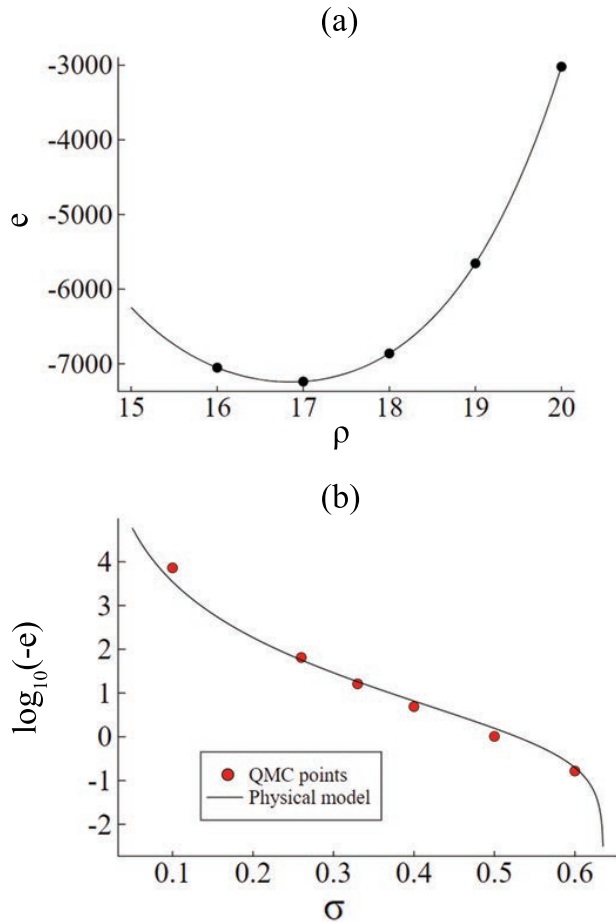 (a)
-3000
-4000
-5000
-6000
-7000
e
15 16 17 18 19 20
ρ
(b)
4
3
2
1
0
-1
-2
log₁₀(-e)
QMC points
Physical model
0.1 0.2 0.3 0.4 0.5 0.6
σ